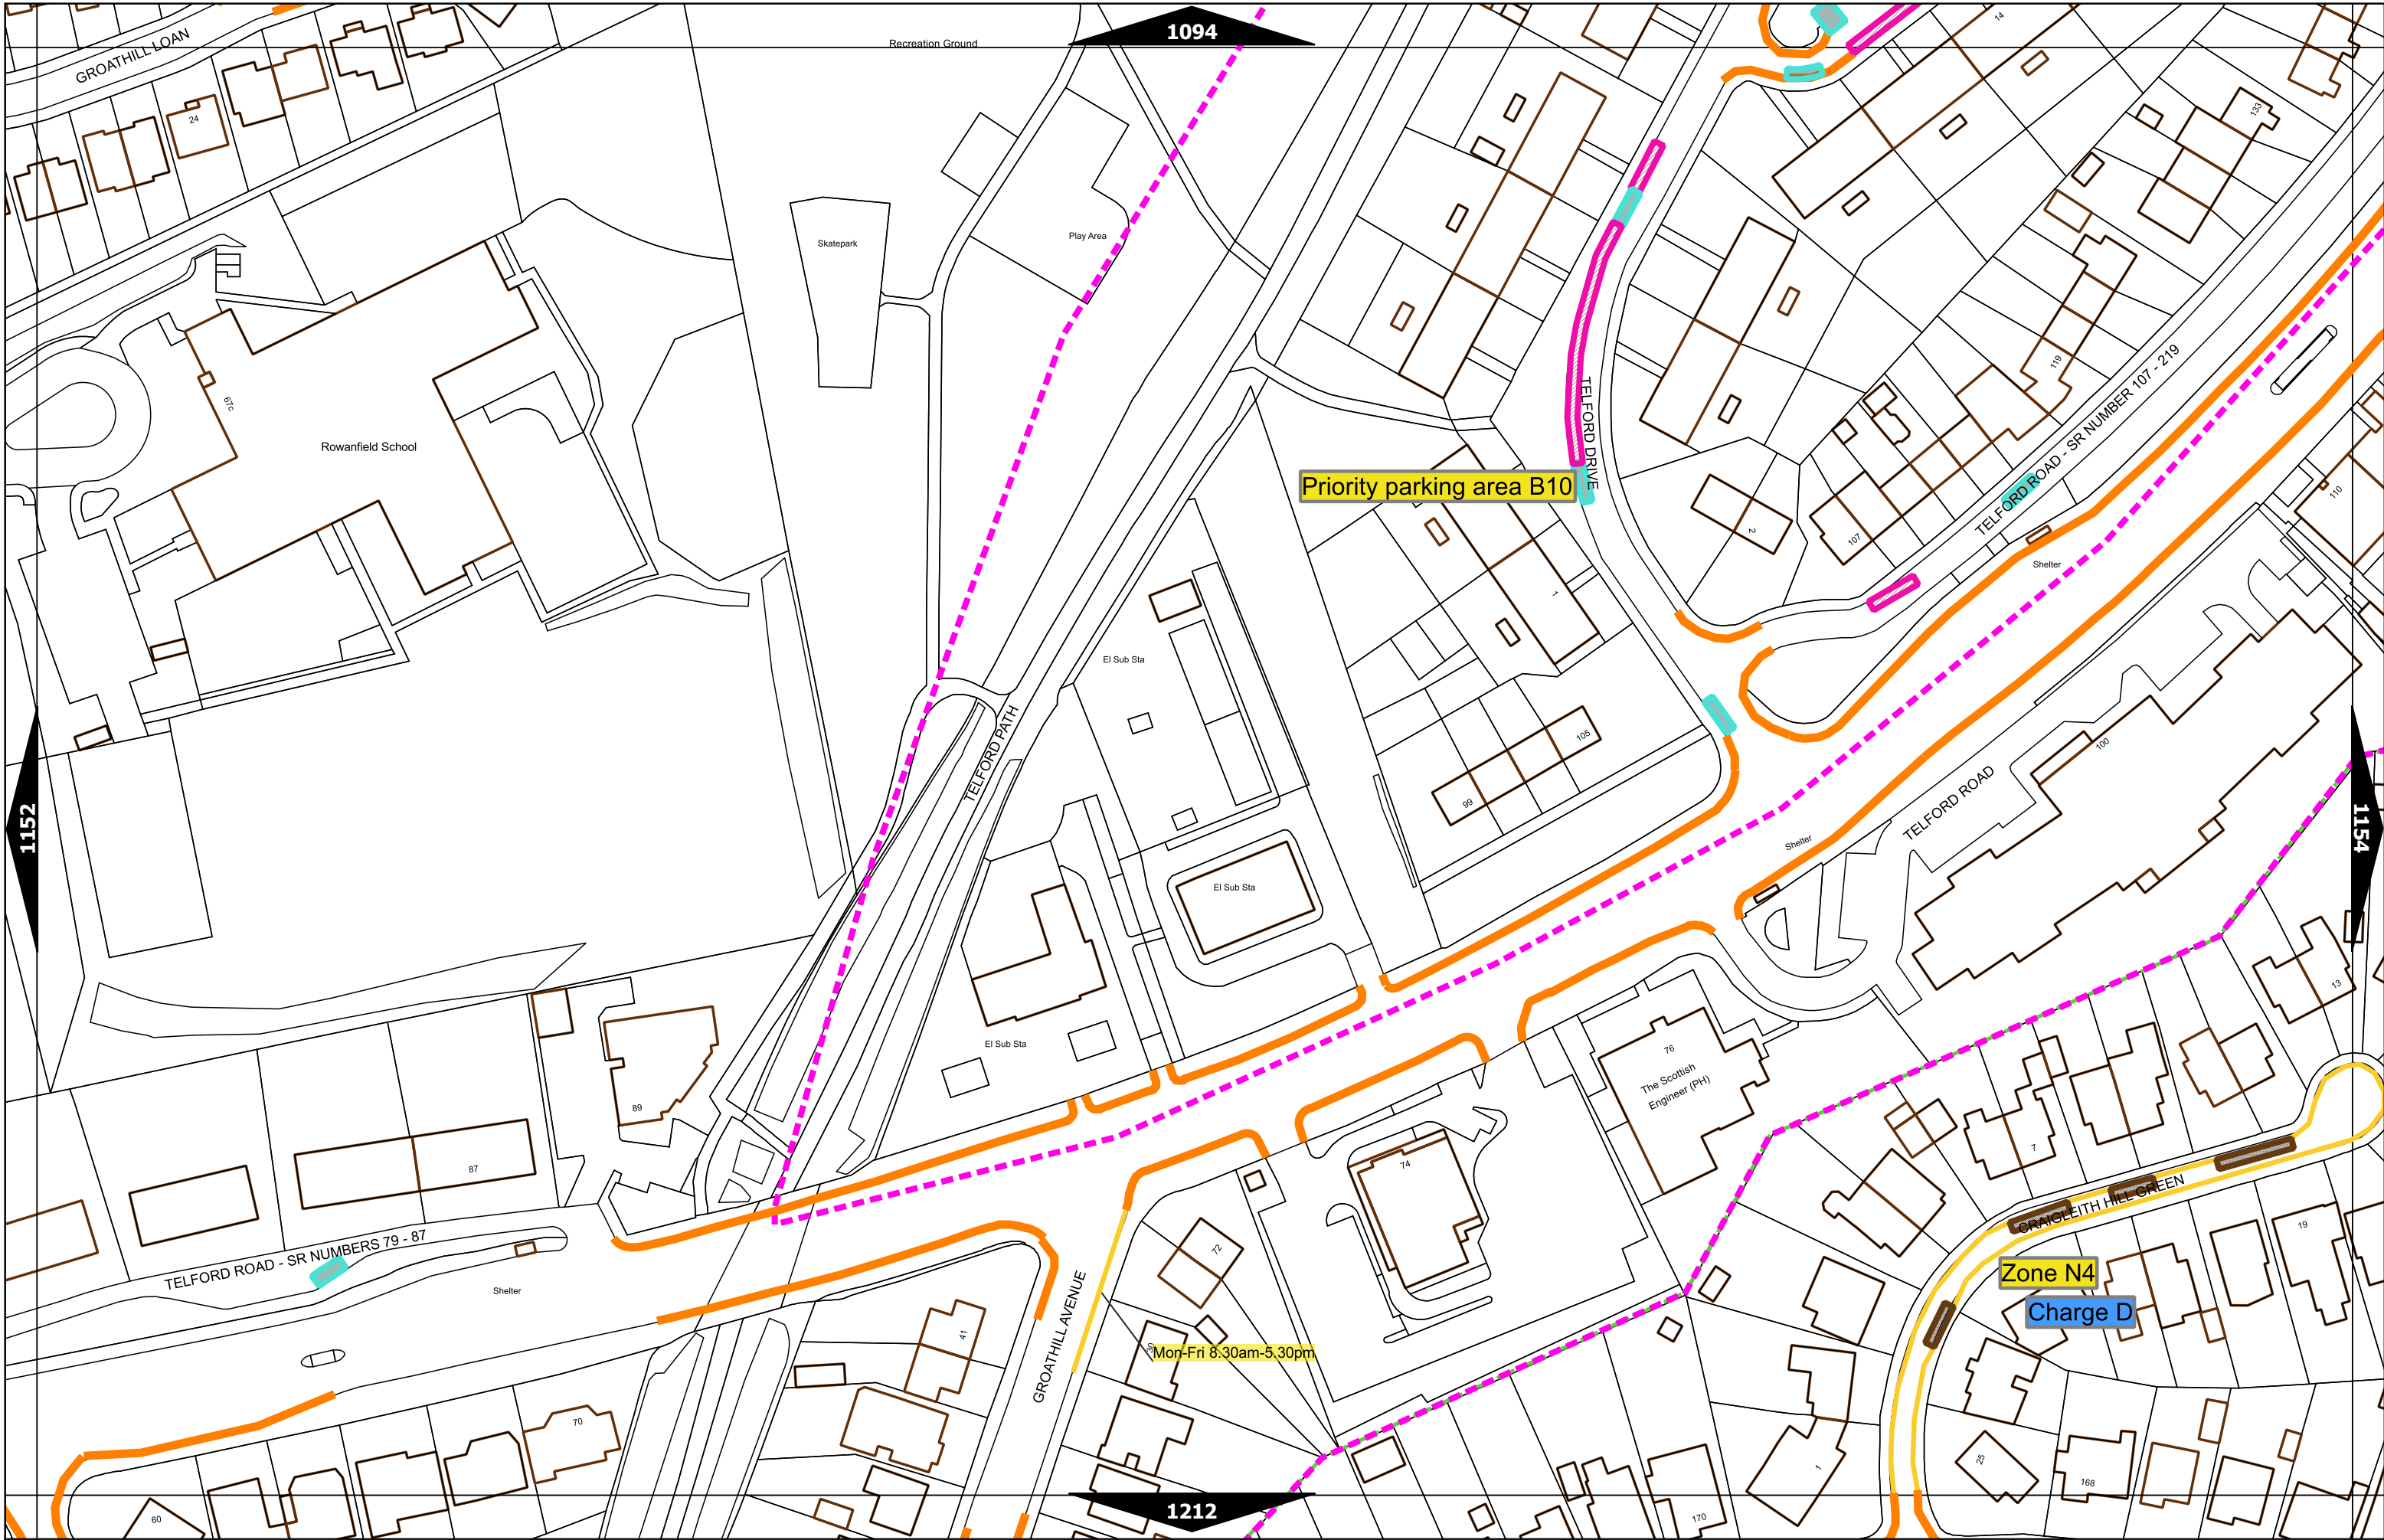 1094
14
Recreation Ground
GROATHILL LOAN
24
133
Skatepark
Play Area
119
TELFORD ROAD - SR NUMBER 107 - 219
67c
Rowanfield School
TELFORD DRIVE
Priority parking area B10
110
2
107
Shelter
1
El Sub Sta
TELFORD PATH
105
99
100
TELFORD ROAD
1152
1154
Shelter
El Sub Sta
13
El Sub Sta
76
The Scottish
Engineer (PH)
89
87
74
7
CRAIGLEITH HILL GREEN
19
TELFORD ROAD - SR NUMBERS 79 - 87
Shelter
72
Zone N4
Charge D
GROATHILL AVENUE
41
30
Mon-Fri 8.30am-5.30pm
70
25
1
168
60
170
1212